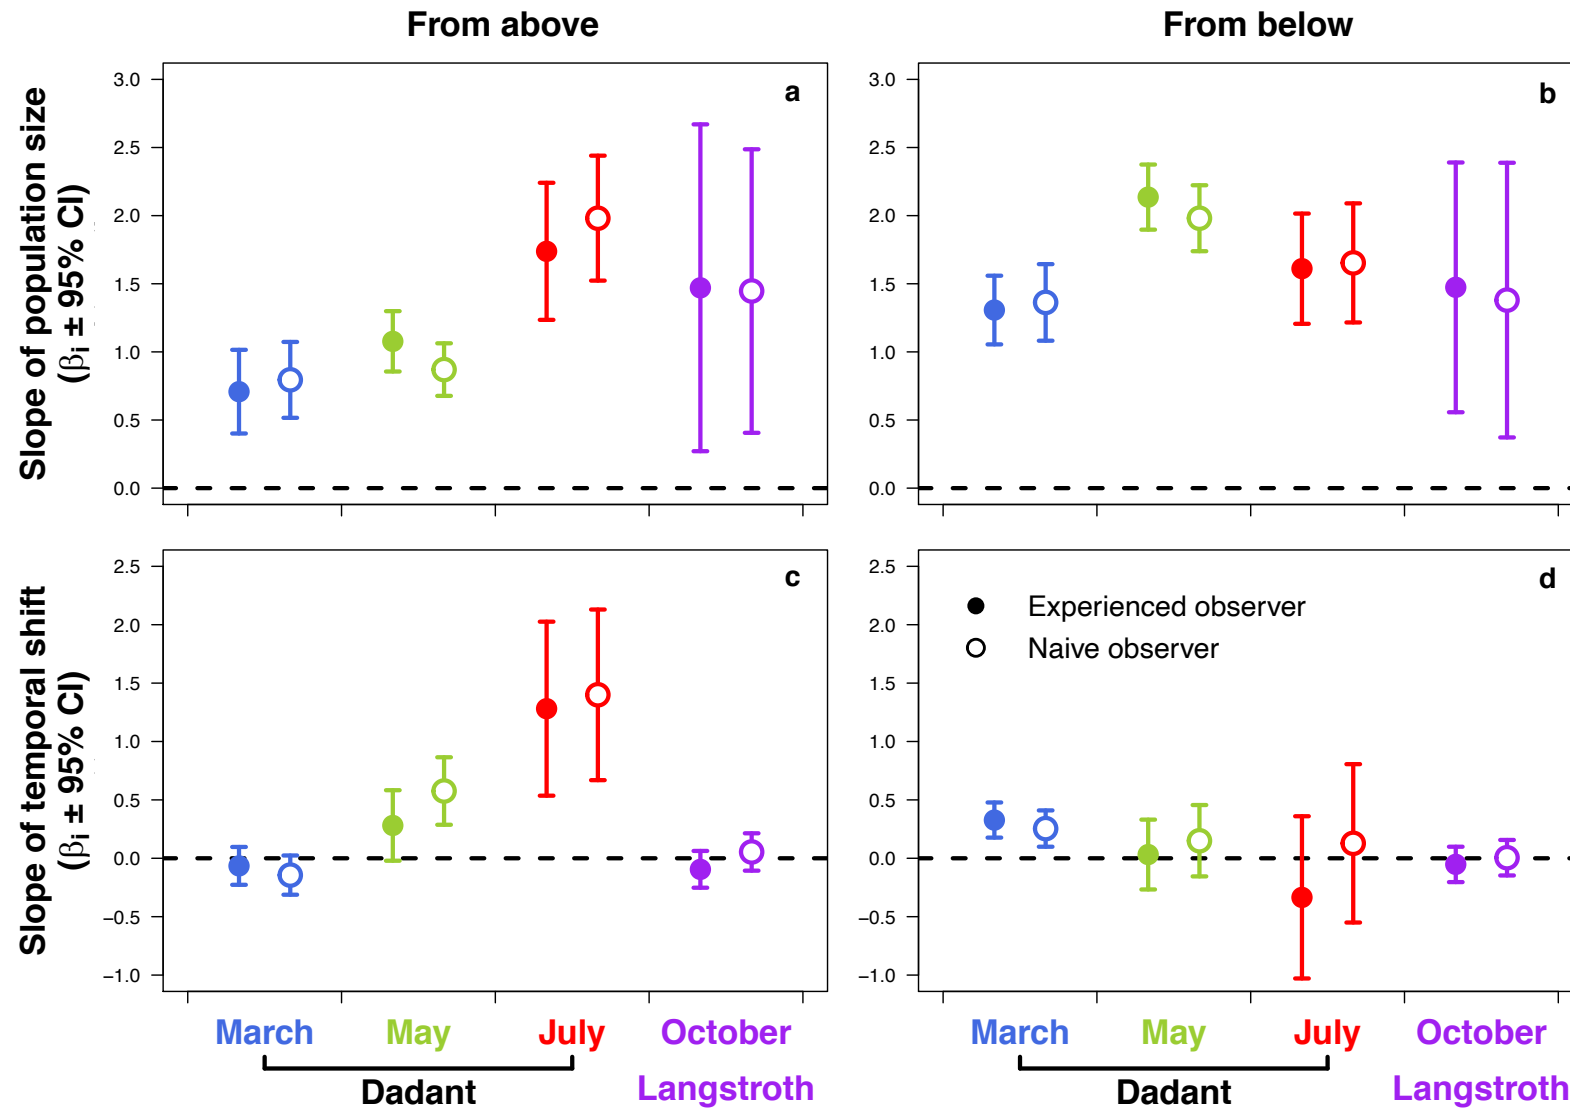 From above
From below
Slope of population size
(βi ± 95% CI)
3.0
2.5
2.0
1.5
1.0
0.5
0.0
a
3.0
2.5
2.0
1.5
1.0
0.5
0.0
b
Slope of temporal shift
(βi ± 95% CI)
2.5
2.0
1.5
1.0
0.5
0.0
−0.5
−1.0
c
2.5
2.0
1.5
1.0
0.5
0.0
−0.5
−1.0
d
Experienced observer
Naive observer
March May July October
Dadant Langstroth
March May July October
Dadant Langstroth